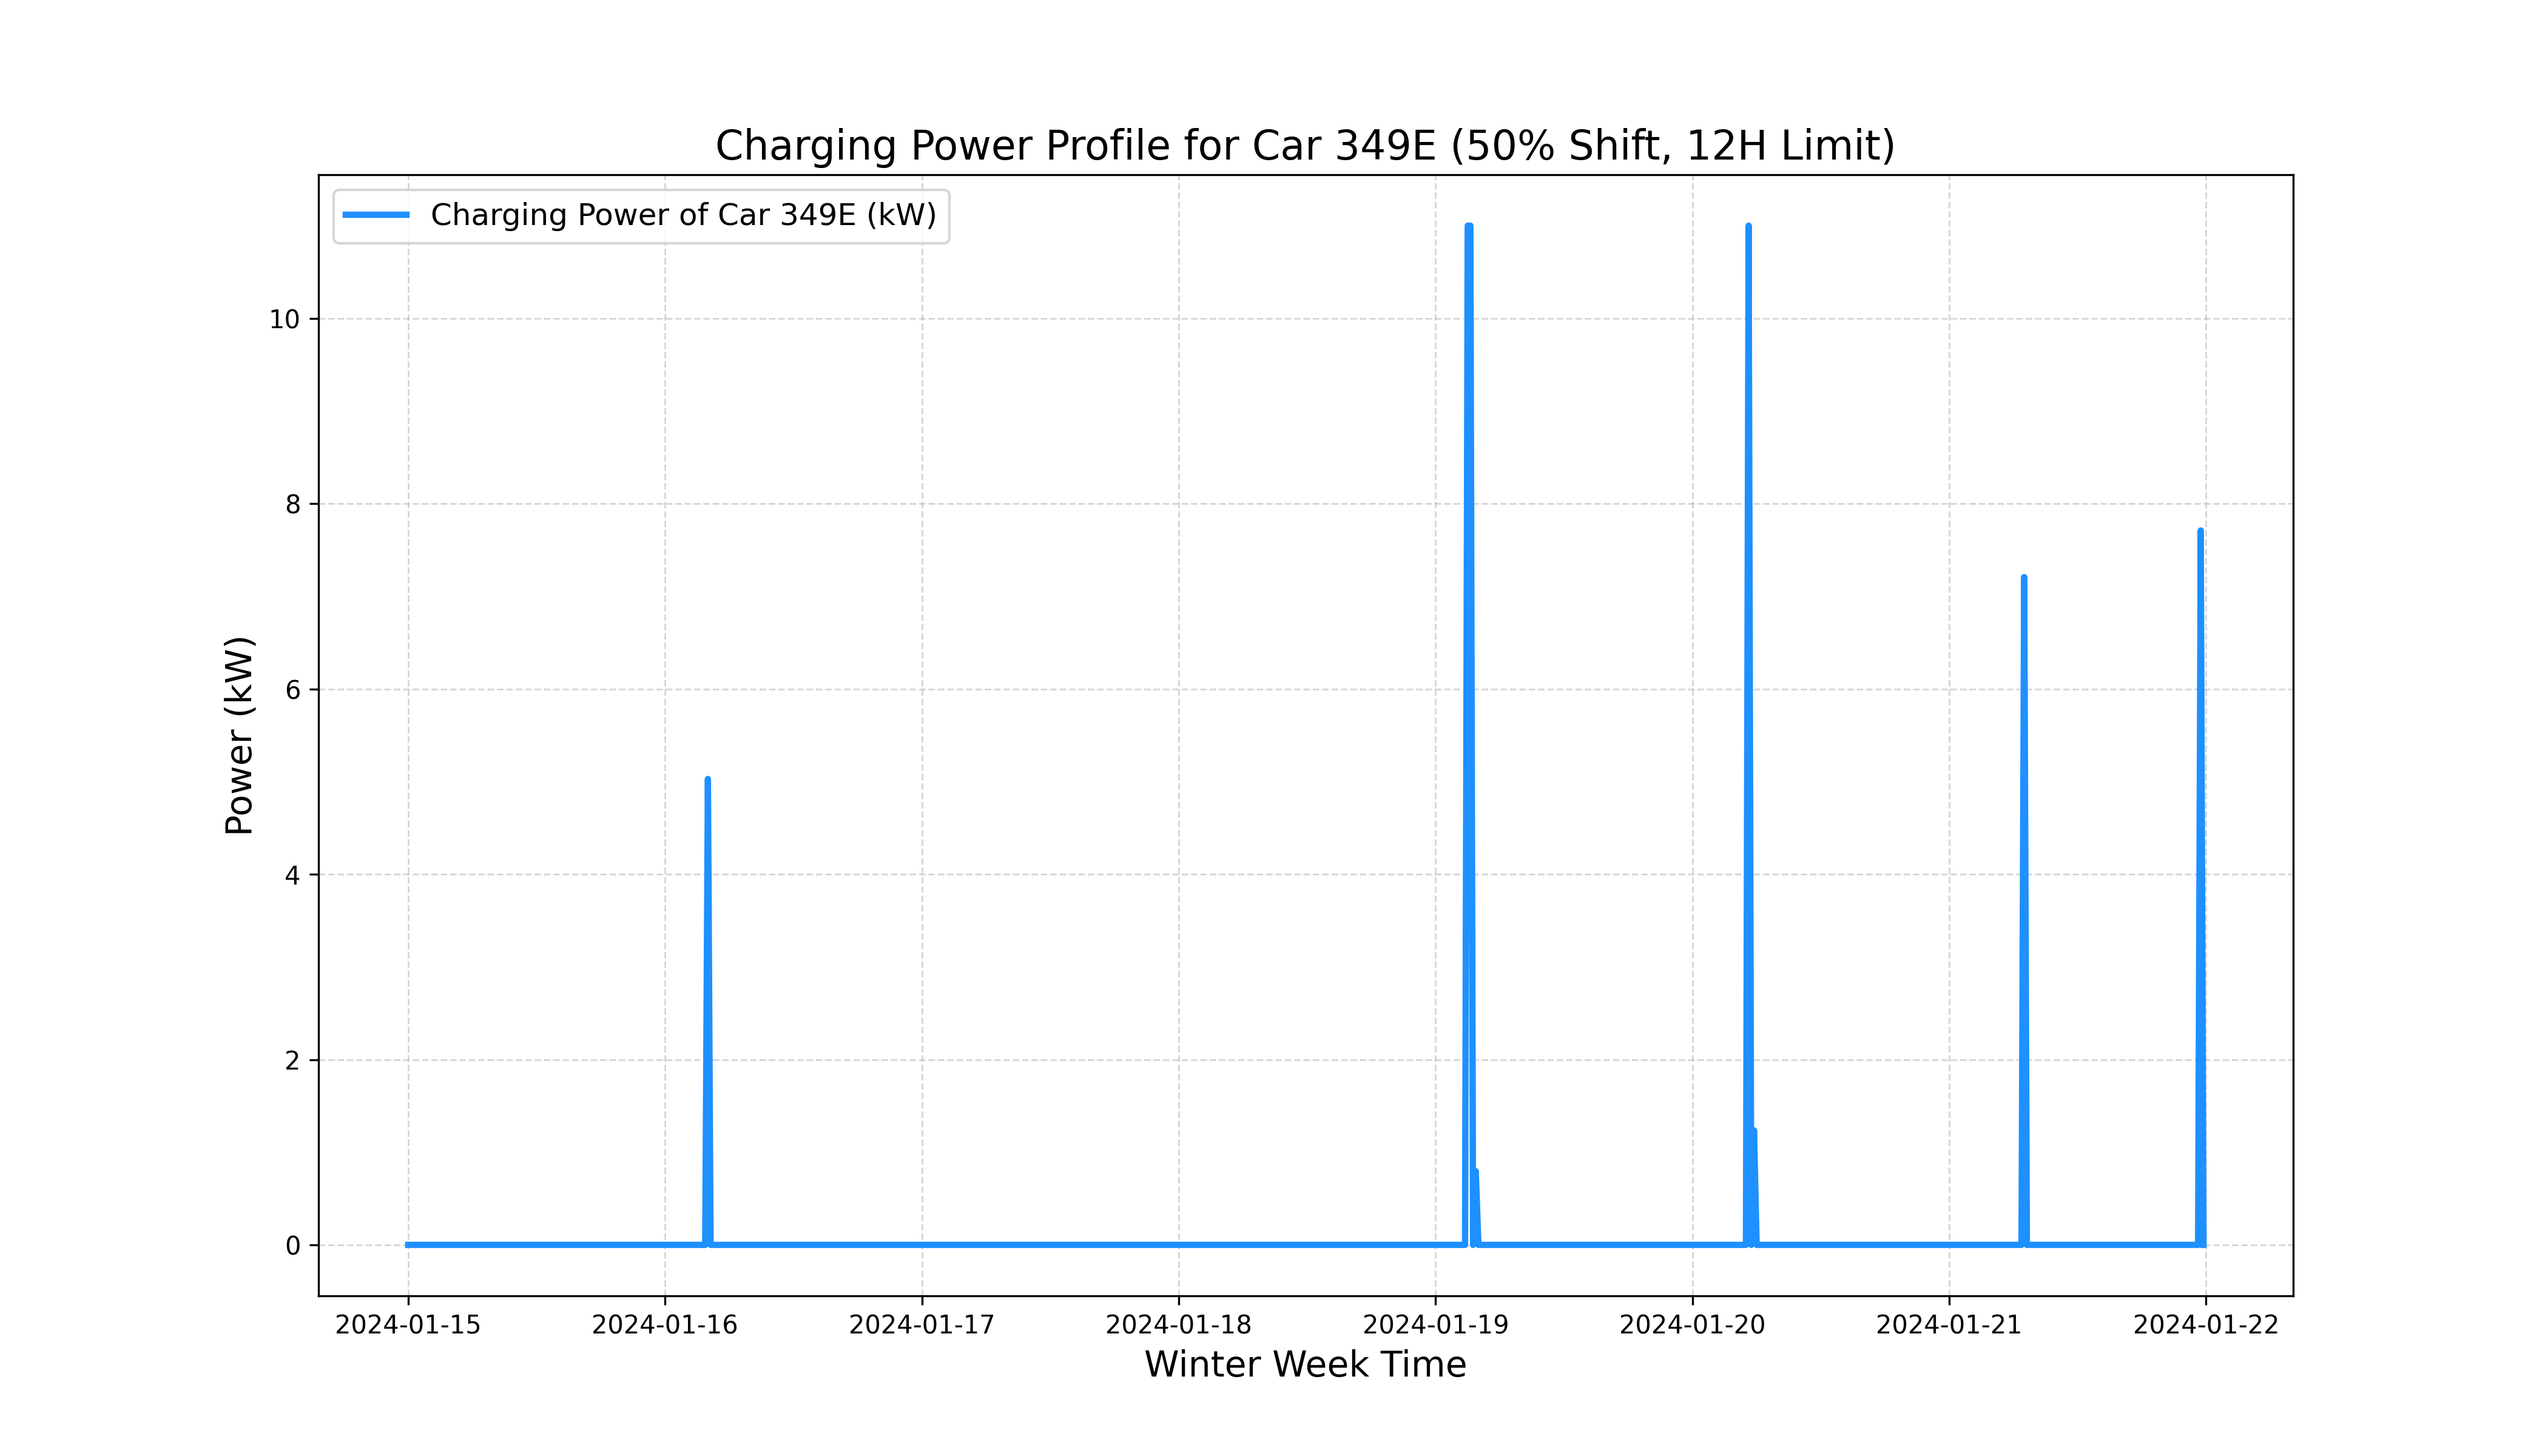 Charging Power Profile for Car 349E (50% Shift, 12H Limit)
Charging Power of Car 349E (kW)
Power (kW)
10
8
6
4
2
0
2024-01-15 2024-01-16 2024-01-17 2024-01-18 2024-01-19 2024-01-20 2024-01-21 2024-01-22
Winter Week Time